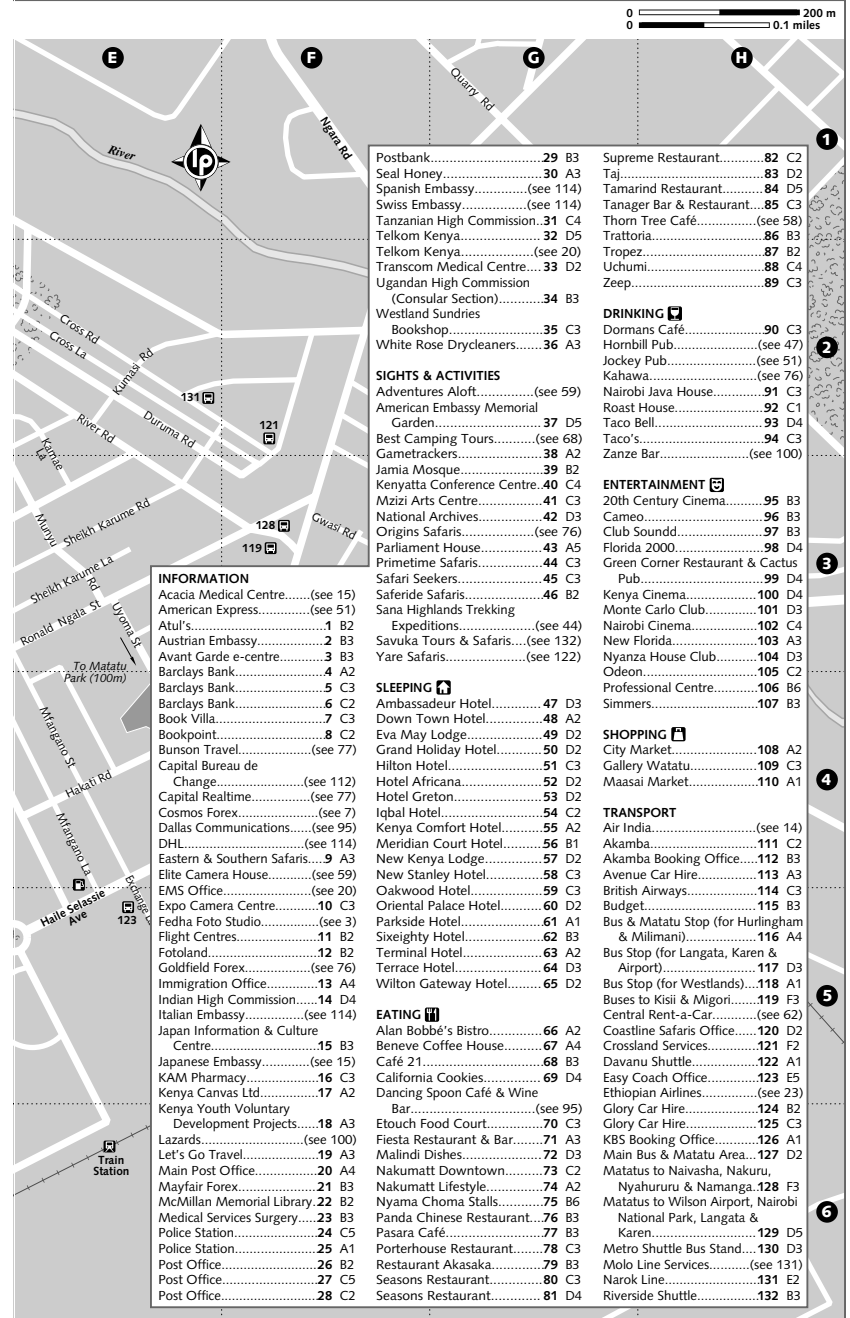 0 200 m
0 0.1 miles
E
F
G
H
1
2
3
4
5
6
River
lp
Ngara Rd
Quarry Rd
Cross Rd
Cross La
Kumasi Rd
131
121
Duruma Rd
River Rd
Kamae La
Munyu Rd
Sheikh Karume Rd
128
Gwasi Rd
119
Sheikh Karume La
Ronald Ngala St
Uyoma St
To Matatu
Park (100m)
Mfangano St
Hakati Rd
Mfangano La
Haile Selassie
Ave
Exchange La
123
Train
Station
INFORMATION
Acacia Medical Centre......(see 15)
American Express............(see 51)
Atul's...............1 B2
Austrian Embassy...............2 B3
Avant Garde e-centre...............3 B3
Barclays Bank...............4 A2
Barclays Bank...............5 C3
Barclays Bank...............6 C2
Book Villa...............7 C3
Bookpoint...............8 C2
Bunson Travel...............(see 77)
Capital Bureau de
Change...............(see 112)
Capital Realtime...............(see 77)
Cosmos Forex...............(see 7)
Dallas Communications......(see 95)
DHL...............(see 114)
Eastern & Southern Safaris....9 A3
Elite Camera House...............(see 59)
EMS Office...............(see 20)
Expo Camera Centre...............10 C3
Fedha Foto Studio...............(see 3)
Flight Centres...............11 B2
Fotoland...............12 B2
Goldfield Forex...............(see 76)
Immigration Office...............13 A4
Indian High Commission......14 D4
Italian Embassy...............(see 114)
Japan Information & Culture
Centre...............15 B3
Japanese Embassy...............(see 15)
KAM Pharmacy...............16 C3
Kenya Canvas Ltd...............17 A2
Kenya Youth Voluntary
Development Projects......18 A3
Lazards...............(see 100)
Let's Go Travel...............19 A3
Main Post Office...............20 A4
Mayfair Forex...............21 B3
McMillan Memorial Library.22 B2
Medical Services Surgery.....23 B3
Police Station...............24 C5
Police Station...............25 A1
Post Office...............26 B2
Post Office...............27 C5
Post Office...............28 C2
Postbank...............29 B3
Seal Honey...............30 A3
Spanish Embassy...............(see 114)
Swiss Embassy...............(see 114)
Tanzanian High Commission..31 C4
Telkom Kenya...............32 D5
Telkom Kenya...............(see 20)
Transcom Medical Centre....33 D2
Ugandan High Commission
(Consular Section)...............34 B3
Westland Sundries
Bookshop...............35 C3
White Rose Drycleaners.......36 A3
SIGHTS & ACTIVITIES
Adventures Aloft...............(see 59)
American Embassy Memorial
Garden...............37 D5
Best Camping Tours...............(see 68)
Gametrackers...............38 A2
Jamia Mosque...............39 B2
Kenyatta Conference Centre..40 C4
Mzizi Arts Centre...............41 C3
National Archives...............42 D3
Origins Safaris...............(see 76)
Parliament House...............43 A5
Primetime Safaris...............44 C3
Safari Seekers...............45 C3
Saferide Safaris...............46 B2
Sana Highlands Trekking
Expeditions...............(see 44)
Savuka Tours & Safaris....(see 132)
Yare Safaris...............(see 122)
SLEEPING
Ambassadeur Hotel...............47 D3
Down Town Hotel...............48 A2
Eva May Lodge...............49 D2
Grand Holiday Hotel...............50 D2
Hilton Hotel...............51 C3
Hotel Africana...............52 D2
Hotel Greton...............53 D2
Iqbal Hotel...............54 C2
Kenya Comfort Hotel...............55 A2
Meridian Court Hotel...............56 B1
New Kenya Lodge...............57 D2
New Stanley Hotel...............58 C3
Oakwood Hotel...............59 C3
Oriental Palace Hotel...............60 D2
Parkside Hotel...............61 A1
Sixeighty Hotel...............62 B3
Terminal Hotel...............63 A2
Terrace Hotel...............64 D3
Wilton Gateway Hotel...............65 D2
EATING
Alan Bobbé's Bistro...............66 A2
Beneve Coffee House...............67 A4
Café 21...............68 B3
California Cookies...............69 D4
Dancing Spoon Café & Wine
Bar...............(see 95)
Etouch Food Court...............70 C3
Fiesta Restaurant & Bar...............71 A3
Malindi Dishes...............72 D3
Nakumatt Downtown...............73 C2
Nakumatt Lifestyle...............74 A2
Nyama Choma Stalls...............75 B6
Panda Chinese Restaurant....76 B3
Pasara Café...............77 B3
Porterhouse Restaurant...............78 C3
Restaurant Akasaka...............79 B3
Seasons Restaurant...............80 C3
Seasons Restaurant...............81 D4
Supreme Restaurant...............82 C2
Taj...............83 D2
Tamarind Restaurant...............84 D5
Tanager Bar & Restaurant....85 C3
Thorn Tree Café...............(see 58)
Trattoria...............86 B3
Tropez...............87 B2
Uchumi...............88 C4
Zeep...............89 C3
DRINKING
Dormans Café...............90 C3
Hornbill Pub...............(see 47)
Jockey Pub...............(see 51)
Kahawa...............(see 76)
Nairobi Java House...............91 C3
Roast House...............92 C1
Taco Bell...............93 D4
Taco's...............94 C3
Zanze Bar...............(see 100)
ENTERTAINMENT
20th Century Cinema...............95 B3
Cameo...............96 B3
Club Soundd...............97 B3
Florida 2000...............98 D4
Green Corner Restaurant & Cactus
Pub...............99 D4
Kenya Cinema...............100 D4
Monte Carlo Club...............101 D3
Nairobi Cinema...............102 C4
New Florida...............103 A3
Nyanza House Club...............104 D3
Odeon...............105 C2
Professional Centre...............106 B6
Simmers...............107 B3
SHOPPING
City Market...............108 A2
Gallery Watatu...............109 C3
Maasai Market...............110 A1
TRANSPORT
Air India...............(see 14)
Akamba...............111 C2
Akamba Booking Office......112 B3
Avenue Car Hire...............113 A3
British Airways...............114 C3
Budget...............115 B3
Bus & Matatu Stop (for Hurlingham
& Milimani)...............116 A4
Bus Stop (for Langata, Karen &
Airport)...............117 D3
Bus Stop (for Westlands)...118 A1
Buses to Kisii & Migori......119 F3
Central Rent-a-Car...............(see 62)
Coastline Safaris Office......120 D2
Crossland Services...............121 F2
Davanu Shuttle...............122 A1
Easy Coach Office...............123 E5
Ethiopian Airlines...............(see 23)
Glory Car Hire...............124 B2
Glory Car Hire...............125 C3
KBS Booking Office...............126 A1
Main Bus & Matatu Area...127 D2
Matatus to Naivasha, Nakuru,
Nyahururu & Namanga..128 F3
Matatus to Wilson Airport, Nairobi
National Park, Langata &
Karen...............129 D5
Metro Shuttle Bus Stand....130 D3
Molo Line Services...............(see 131)
Narok Line...............131 E2
Riverside Shuttle...............132 B3